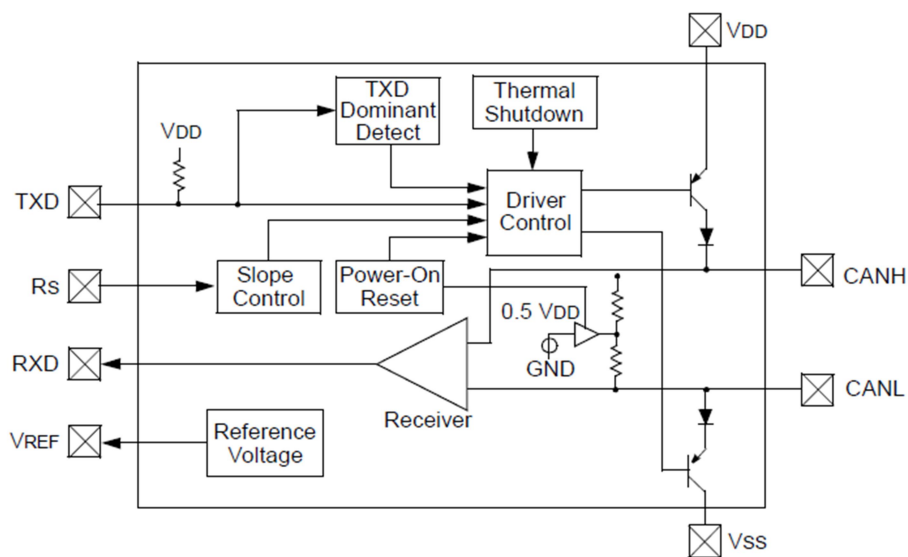 VDD
TXD
Dominant
Detect
Thermal
Shutdown
VDD
TXD
Driver
Control
Rs
Slope
Control
Power-On
Reset
CANH
0.5 VDD
GND
RXD
Receiver
CANL
VREF
Reference
Voltage
VSS